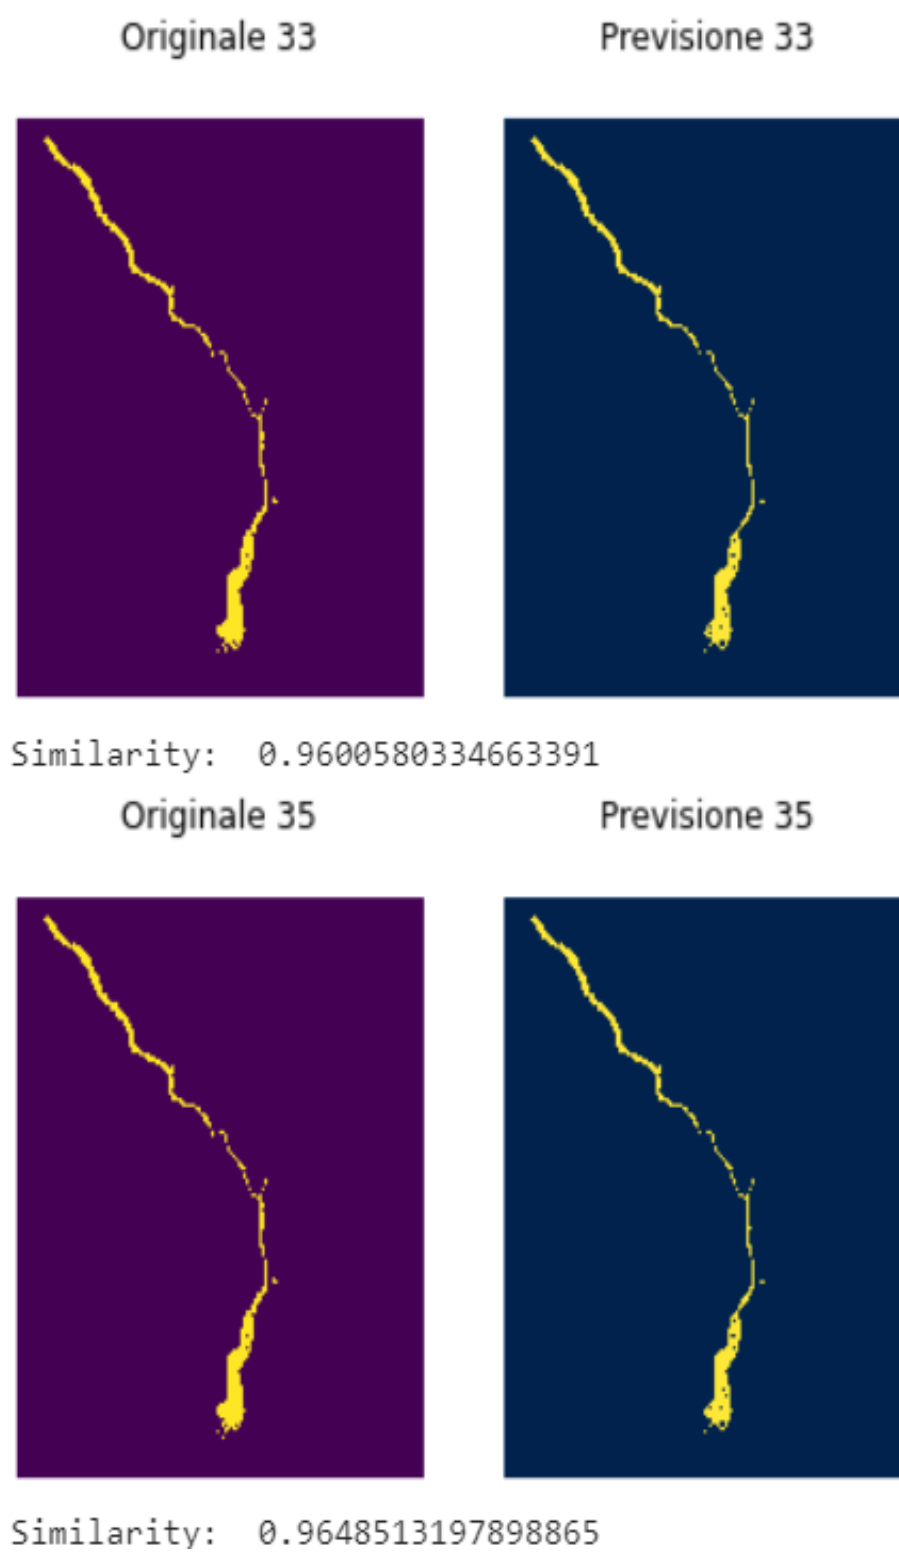 Originale 33 Previsione 33
Similarity: 0.9600580334663391
Originale 35 Previsione 35
Similarity: 0.9648513197898865